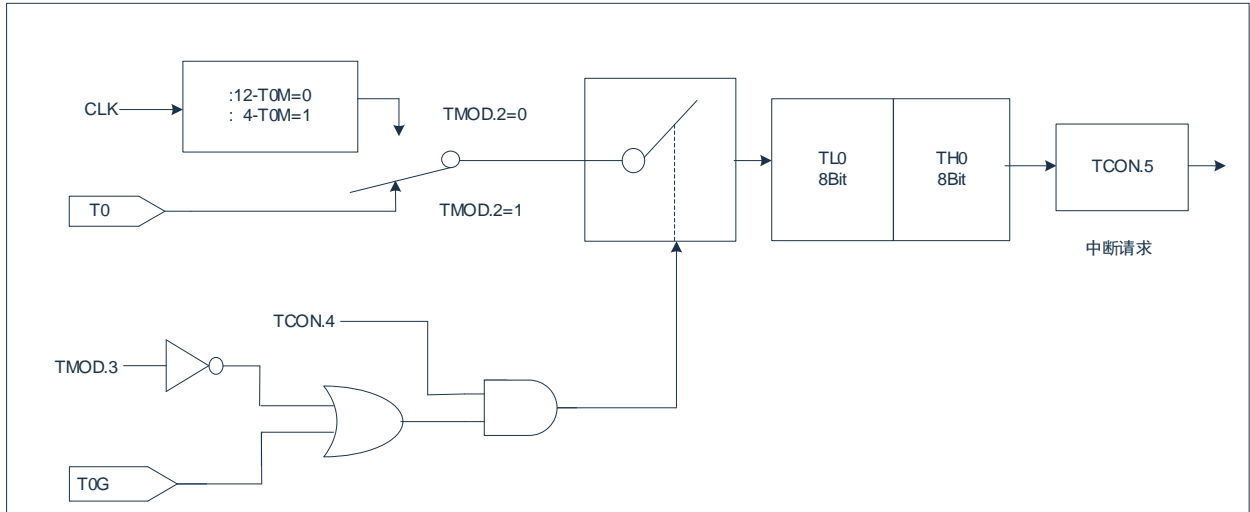 CLK
:12-T0M=0
: 4-T0M=1
TMOD.2=0
T0
TMOD.2=1
TL0
8Bit
TH0
8Bit
TCON.5
中断请求
TCON.4
TMOD.3
T0G